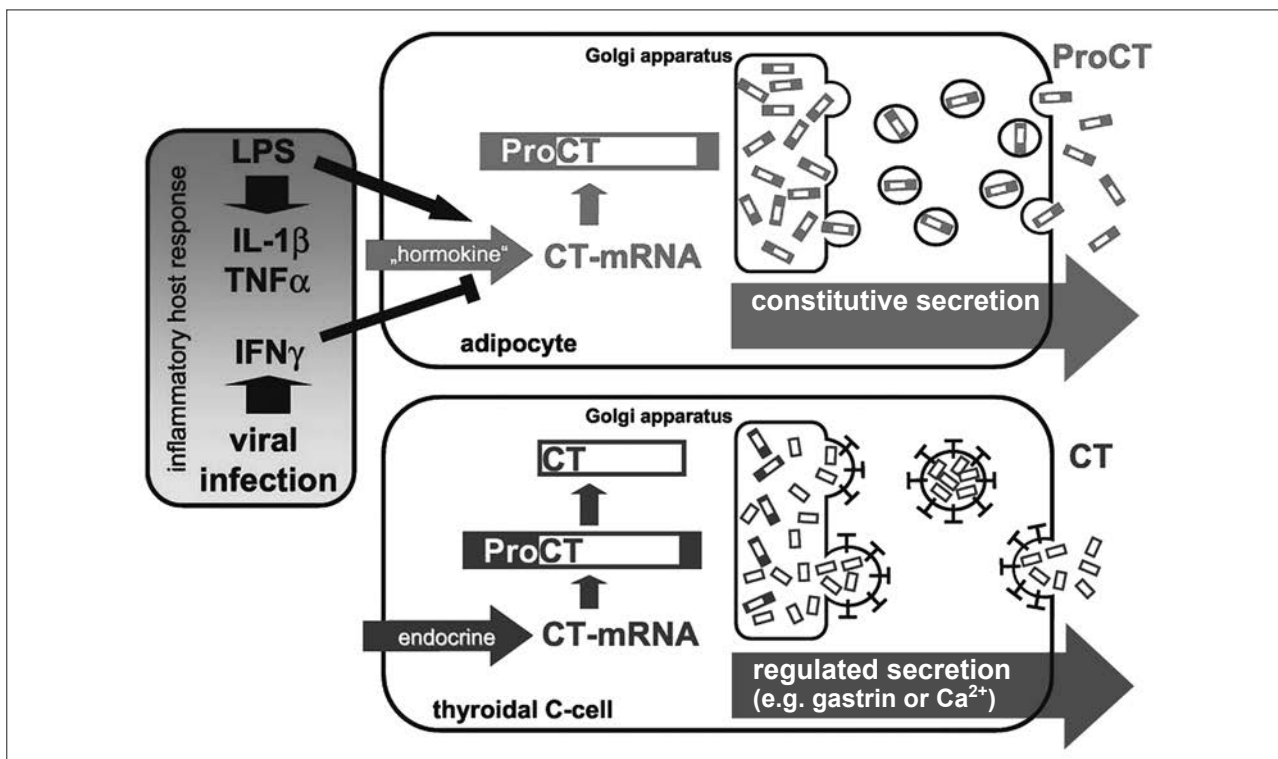 inflammatory host response
LPS
IL-1β
TNFα
IFNγ
viral
infection
Golgi apparatus
ProCT
ProCT
„hormokine“
CT-mRNA
constitutive secretion
adipocyte
Golgi apparatus
CT
CT
ProCT
endocrine
CT-mRNA
regulated secretion
(e.g. gastrin or Ca²⁺)
thyroidal C-cell